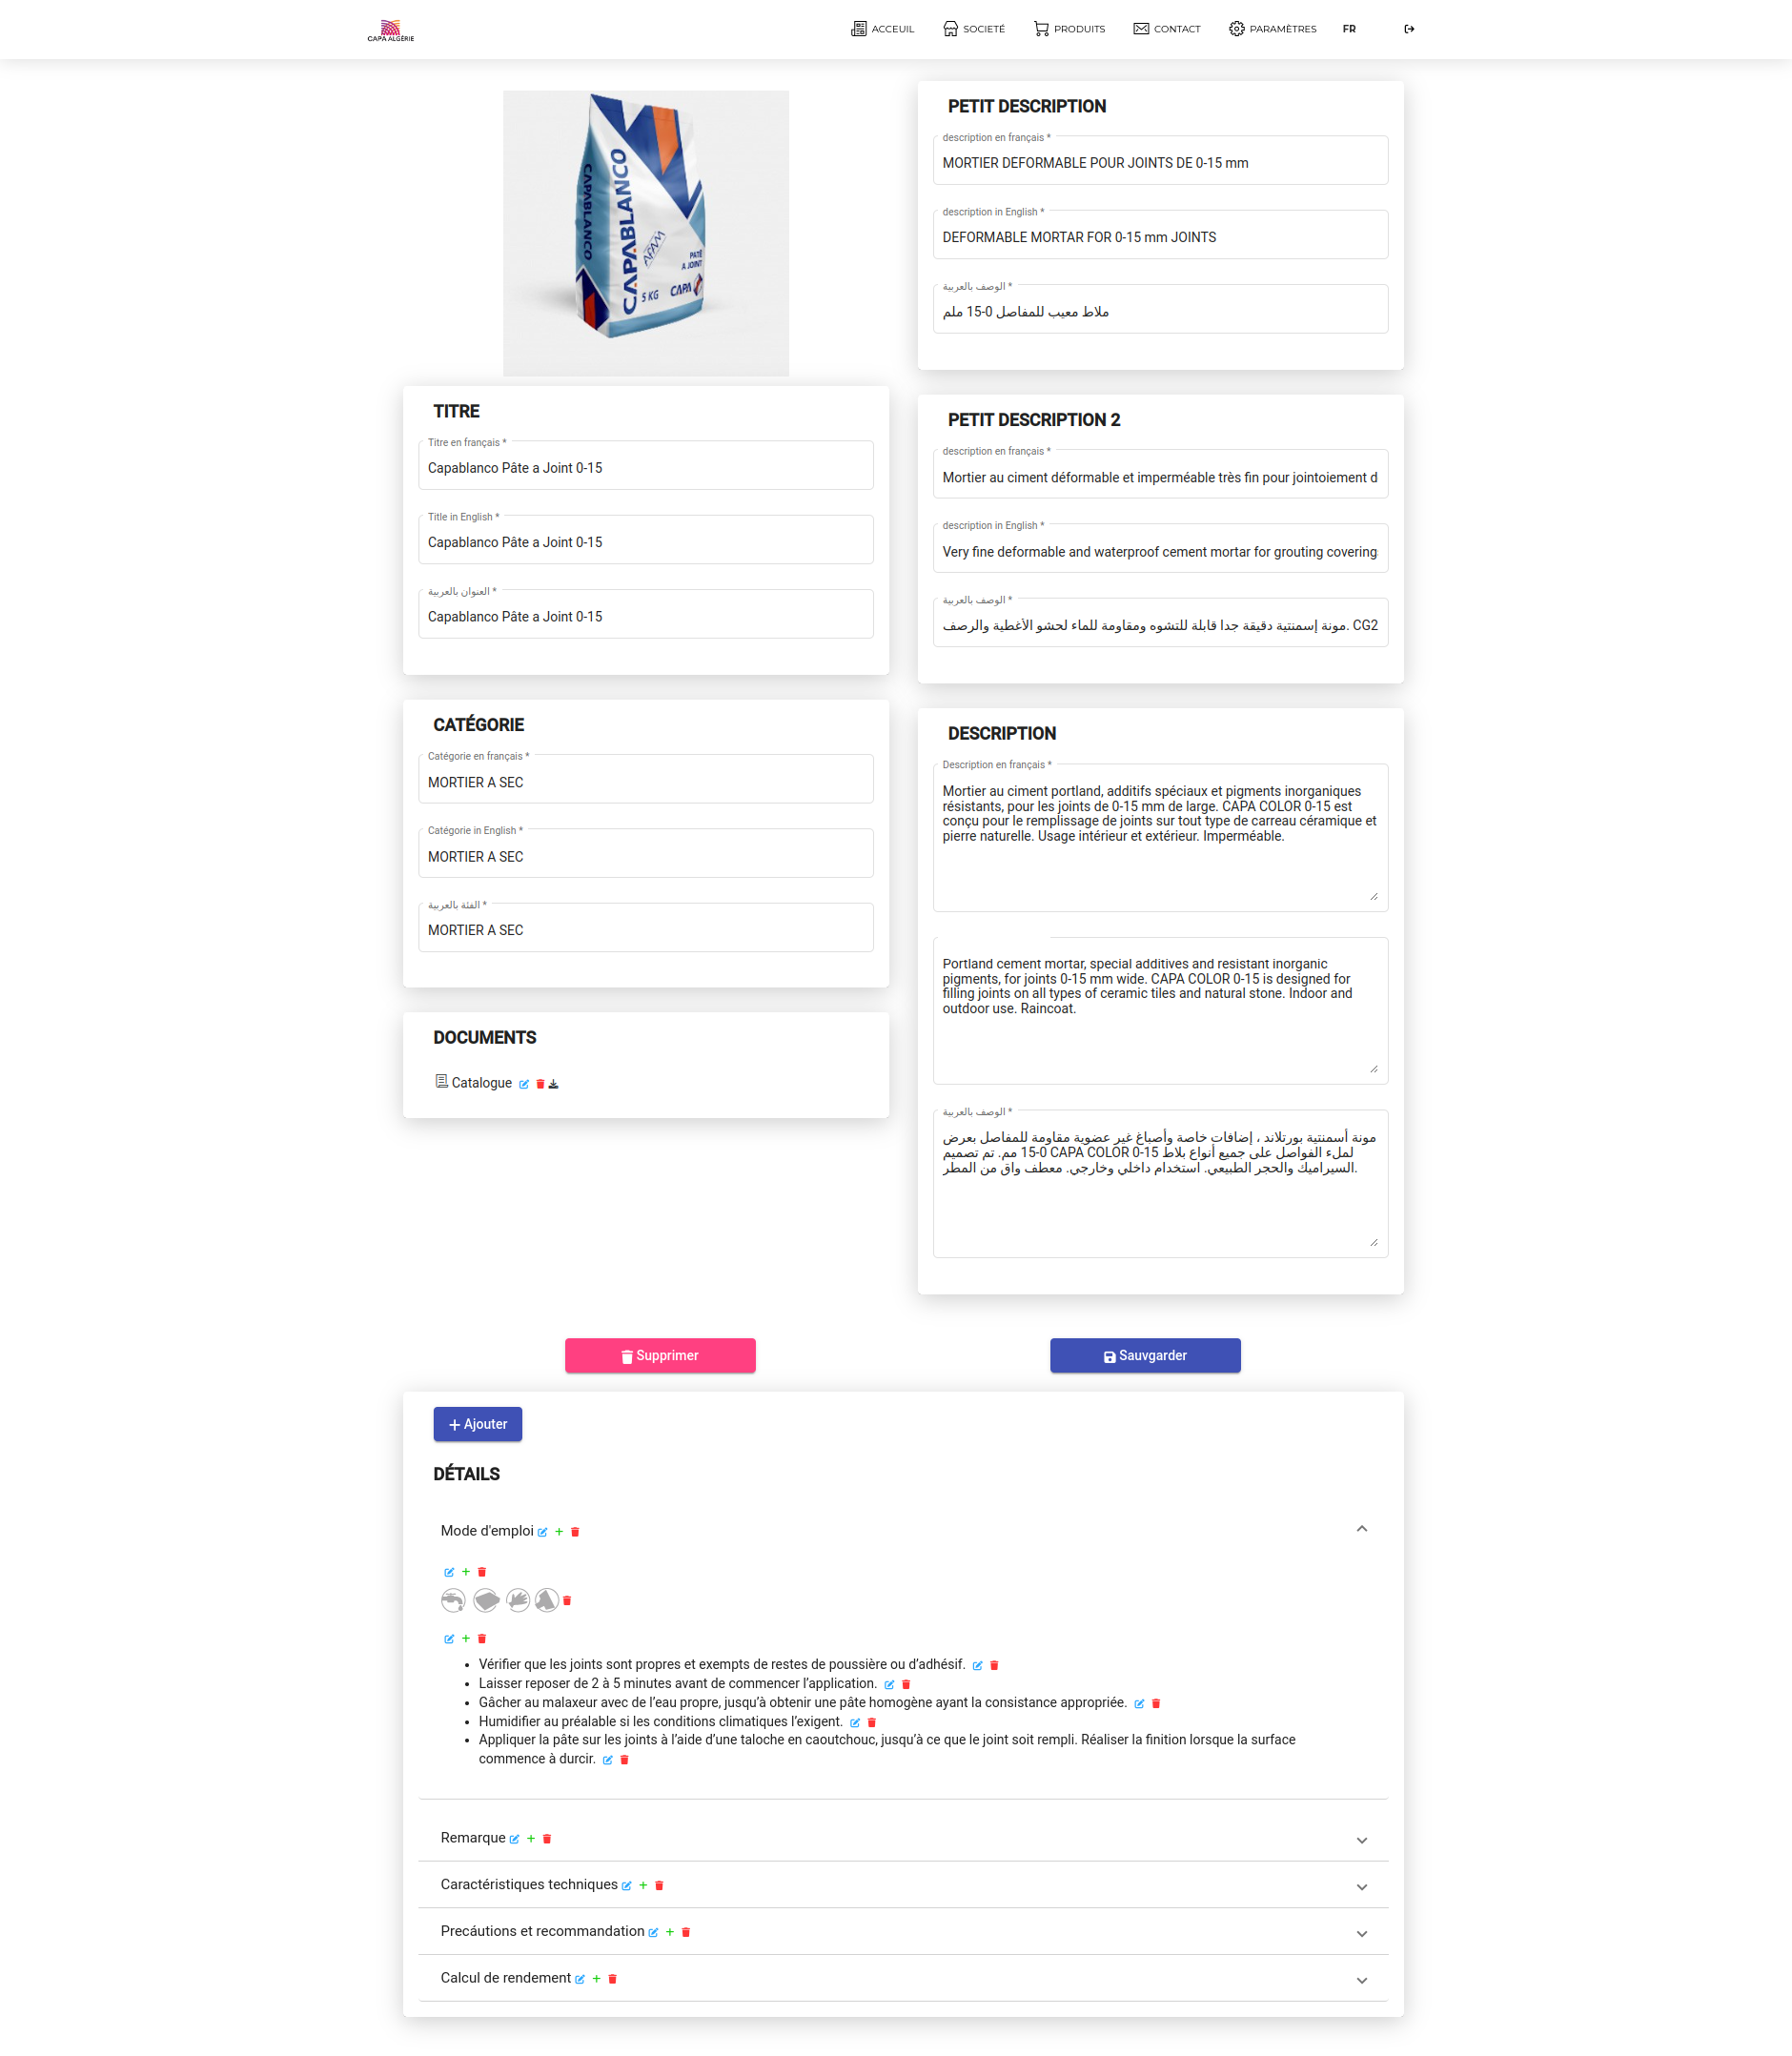 CAPA ALGÉRIE
ACCEUIL
SOCIETÉ
PRODUITS
CONTACT
PARAMÈTRES
FR
CAPABLANCO
CAPABLANCO
AFAM
PATE
A JOINT
5 KG
CAPA
TITRE
Titre en français *
Capablanco Pâte a Joint 0-15
Title in English *
Capablanco Pâte a Joint 0-15
العنوان بالعربية *
Capablanco Pâte a Joint 0-15
CATÉGORIE
Catégorie en français *
MORTIER A SEC
Catégorie in English *
MORTIER A SEC
الفئة بالعربية *
MORTIER A SEC
DOCUMENTS
Catalogue
PETIT DESCRIPTION
description en français *
MORTIER DEFORMABLE POUR JOINTS DE 0-15 mm
description in English *
DEFORMABLE MORTAR FOR 0-15 mm JOINTS
الوصف بالعربية *
ملاط معيب للمفاصل 0-15 ملم
PETIT DESCRIPTION 2
description en français *
Mortier au ciment déformable et imperméable très fin pour jointoiement d
description in English *
Very fine deformable and waterproof cement mortar for grouting covering
الوصف بالعربية *
مونة إسمنتية دقيقة جدا قابلة للتشوه ومقاومة للماء لحشو الأغطية والرصف. CG2
DESCRIPTION
Description en français *
Mortier au ciment portland, additifs spéciaux et pigments inorganiques
résistants, pour les joints de 0-15 mm de large. CAPA COLOR 0-15 est
conçu pour le remplissage de joints sur tout type de carreau céramique et
pierre naturelle. Usage intérieur et extérieur. Imperméable.
Portland cement mortar, special additives and resistant inorganic
pigments, for joints 0-15 mm wide. CAPA COLOR 0-15 is designed for
filling joints on all types of ceramic tiles and natural stone. Indoor and
outdoor use. Raincoat.
الوصف بالعربية *
مونة أسمنتية بورتلاند ، إضافات خاصة وأصباغ غير عضوية مقاومة للمفاصل بعرض
0-15 مم. تم تصميم CAPA COLOR 0-15 لملء الفواصل على جميع أنواع بلاط
السيراميك والحجر الطبيعي. استخدام داخلي وخارجي. معطف واق من المطر.
Supprimer
Sauvgarder
Ajouter
DÉTAILS
Mode d'emploi
Vérifier que les joints sont propres et exempts de restes de poussière ou d’adhésif.
Laisser reposer de 2 à 5 minutes avant de commencer l’application.
Gâcher au malaxeur avec de l’eau propre, jusqu’à obtenir une pâte homogène ayant la consistance appropriée.
Humidifier au préalable si les conditions climatiques l’exigent.
Appliquer la pâte sur les joints à l’aide d’une taloche en caoutchouc, jusqu’à ce que le joint soit rempli. Réaliser la finition lorsque la surface
commence à durcir.
Remarque
Caractéristiques techniques
Precáutions et recommandation
Calcul de rendement